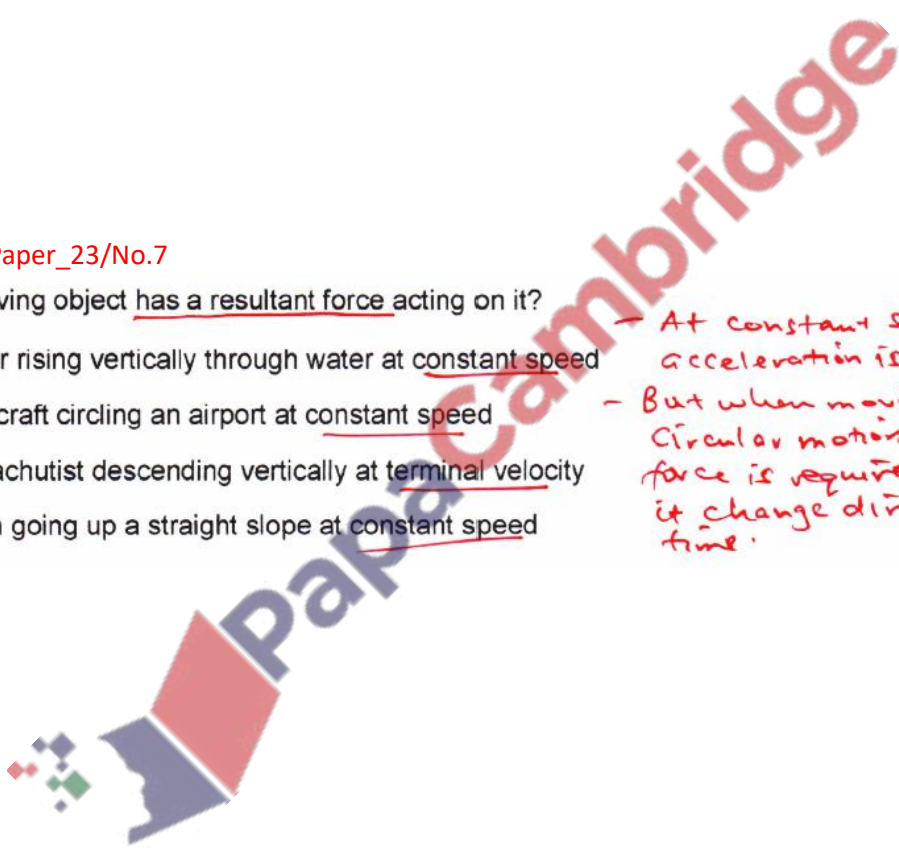 Paper_23/No.7
ving object has a resultant force acting on it?
r rising vertically through water at constant speed
craft circling an airport at constant speed
achutist descending vertically at terminal velocity
n going up a straight slope at constant speed
- At constant s
acceleration is
- But when mov
Circular motion
force is require
it change dir
time.
PapaCambridge